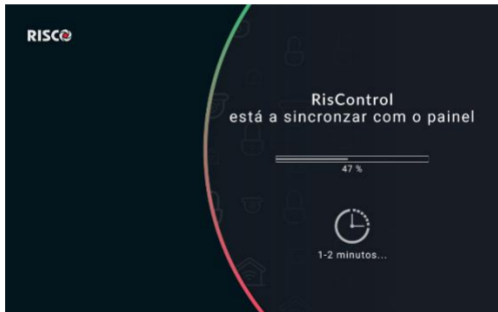 RISCO
RisControl
está a sincronzar com o painel
47 %
1-2 minutos...